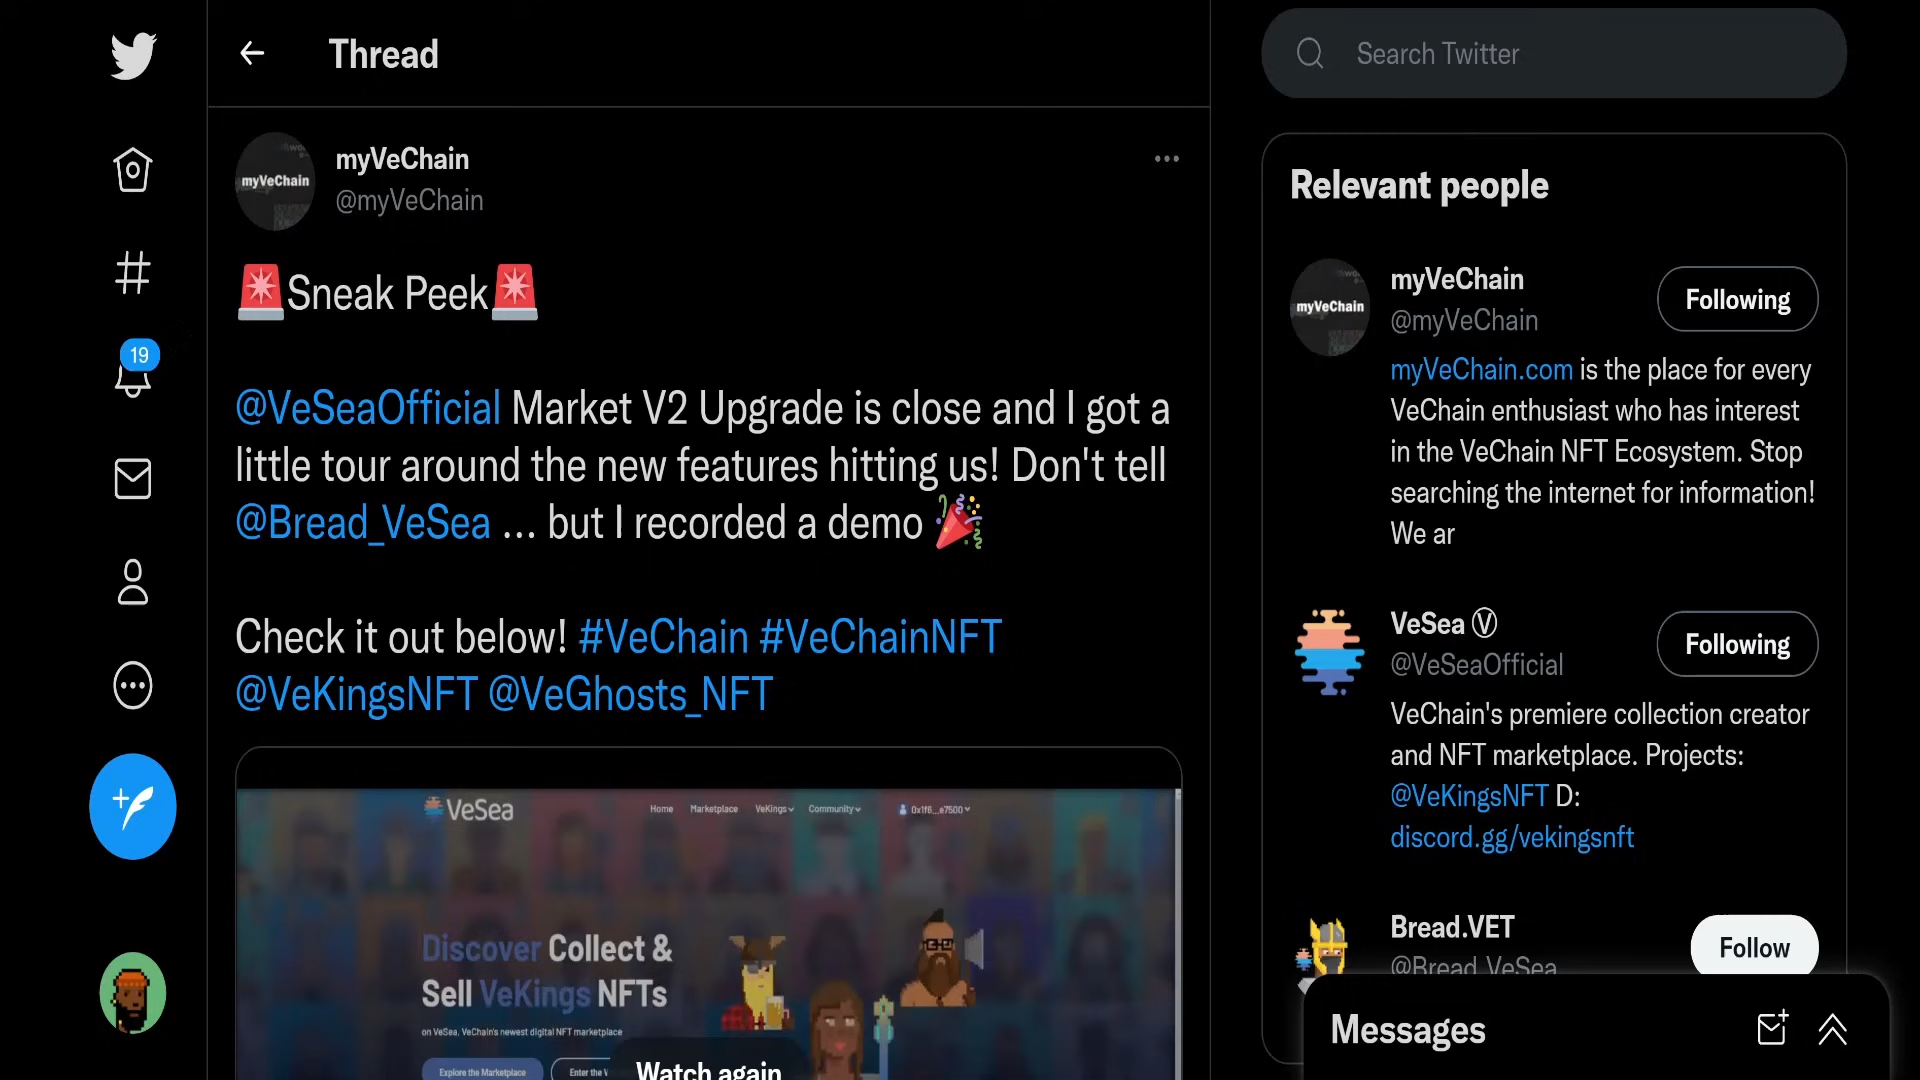 Thread
Search Twitter
myVeChain
myVeChain
@myVeChain
🚨Sneak Peek🚨
@VeSeaOfficial Market V2 Upgrade is close and I got a
little tour around the new features hitting us! Don't tell
@Bread_VeSea ... but I recorded a demo 🎉
Check it out below! #VeChain #VeChainNFT
@VeKingsNFT @VeGhosts_NFT
VeSea
Home Marketplace VeKings Community 0x1f6...e7500
Discover Collect &
Sell VeKings NFTs
on VeSea, VeChain's newest digital NFT marketplace
Explore the Marketplace
Enter the V
Watch again
19
Relevant people
myVeChain
myVeChain
@myVeChain
Following
myVeChain.com is the place for every
VeChain enthusiast who has interest
in the VeChain NFT Ecosystem. Stop
searching the internet for information!
We ar
VeSea Ⓥ
@VeSeaOfficial
Following
VeChain's premiere collection creator
and NFT marketplace. Projects:
@VeKingsNFT D:
discord.gg/vekingsnft
Bread.VET
@Bread_VeSea
Follow
Messages